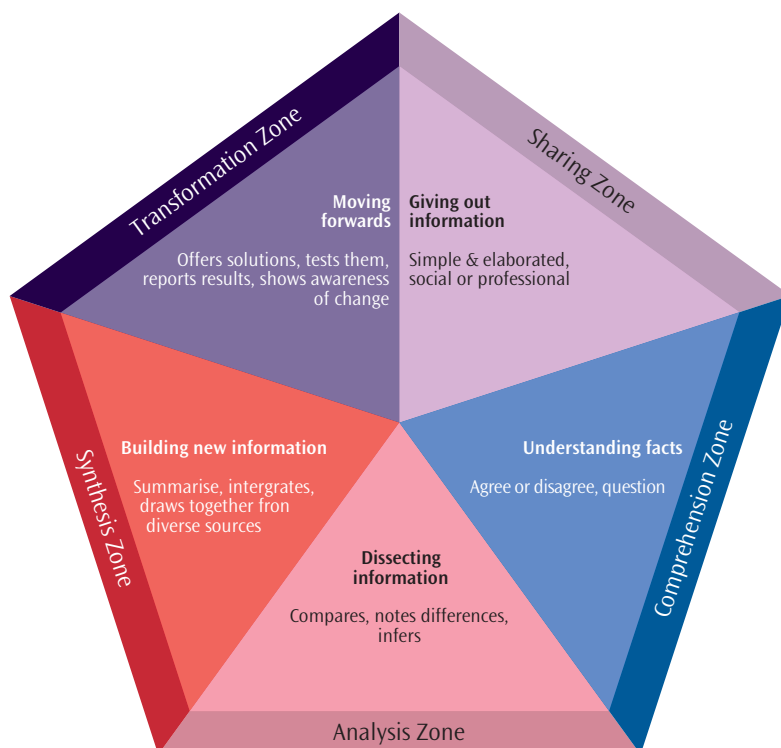 Transformation Zone
Sharing Zone
Moving
forwards
Offers solutions, tests them,
reports results, shows awareness
of change
Giving out
information
Simple & elaborated,
social or professional
Understanding facts
Agree or disagree, question
Comprehension Zone
Dissecting
information
Compares, notes differences,
infers
Analysis Zone
Building new information
Summarise, intergrates,
draws together fron
diverse sources
Synthesis Zone